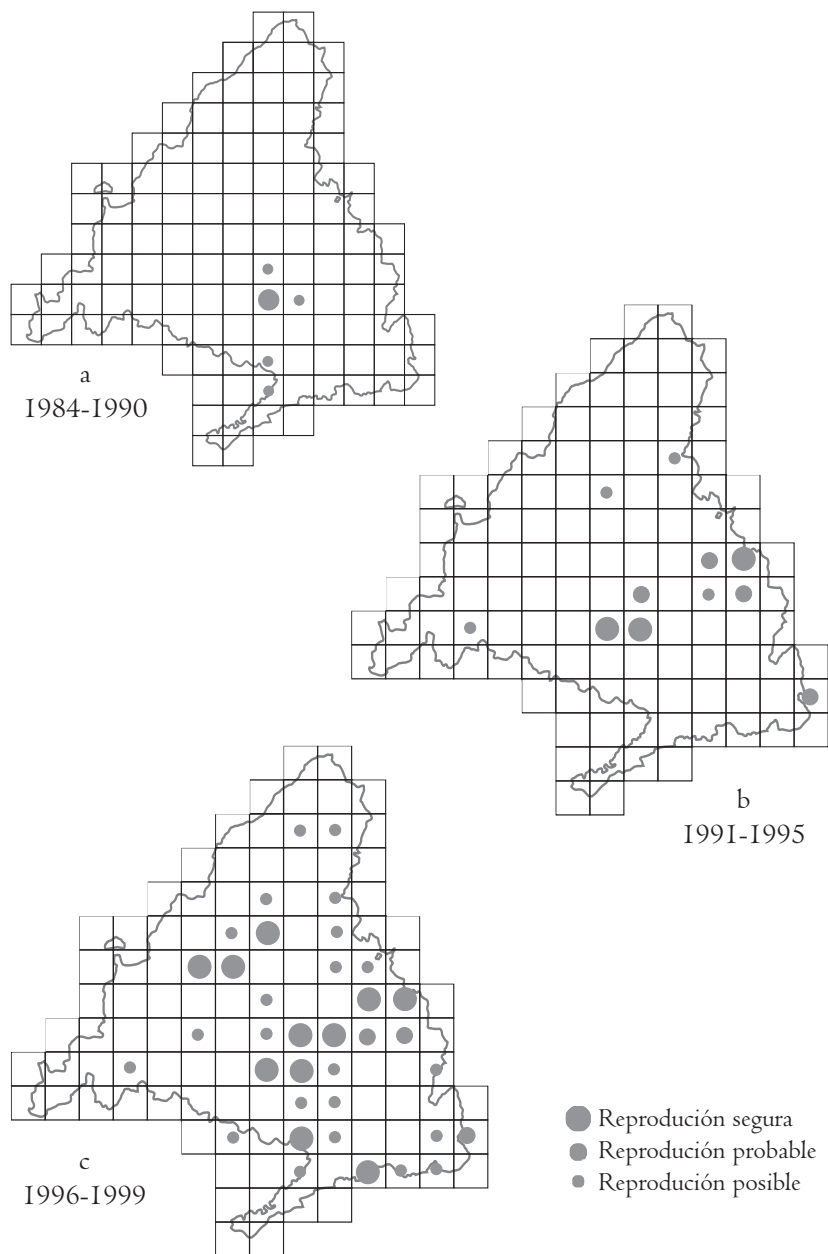 a
1984-1990
b
1991-1995
c
1996-1999
Reprodución segura
Reprodución probable
Reprodución posible